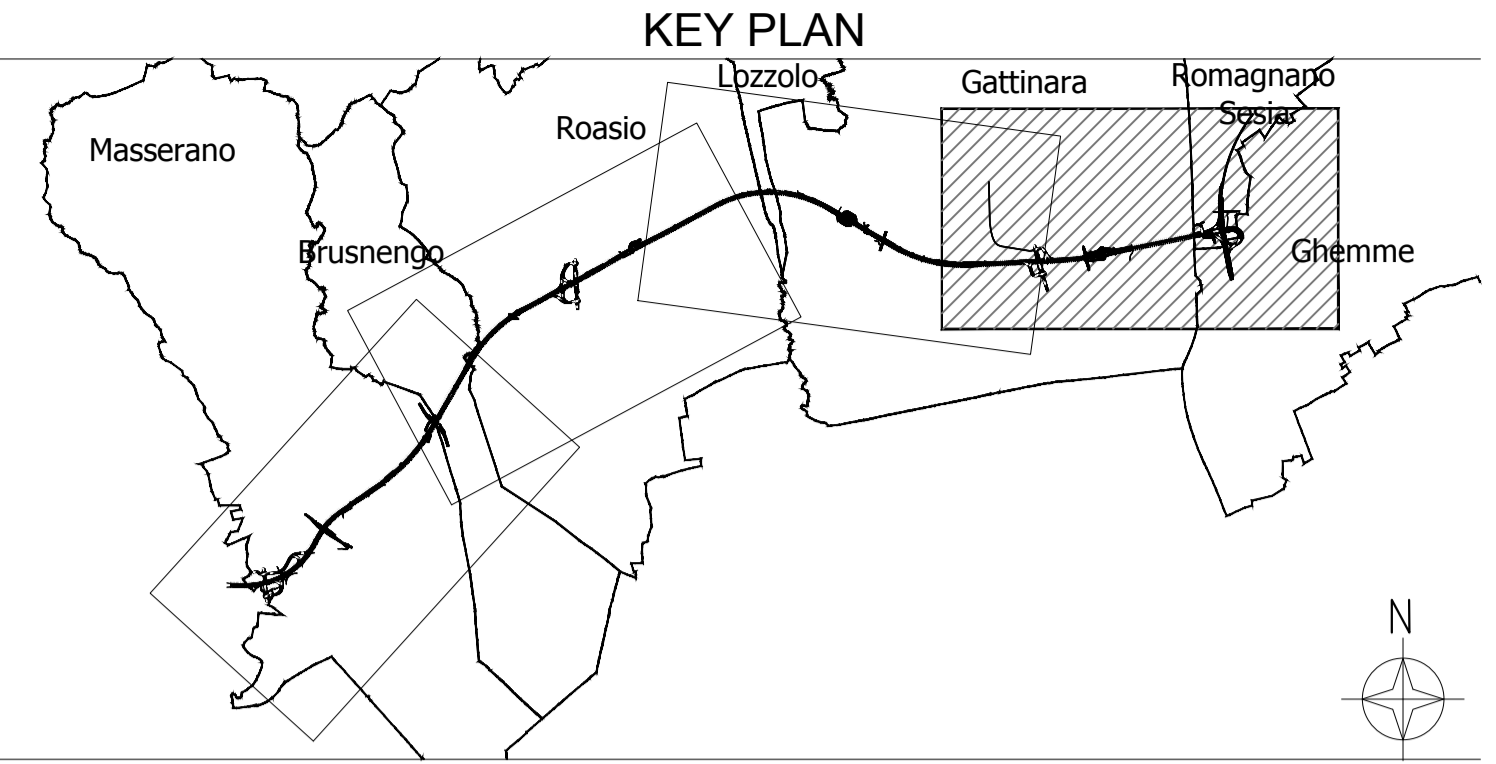 KEY PLAN
Lozzolo
Gattinara
Romagnano
Sesia
Roasio
Masserano
Brusnengo
Ghemme
N